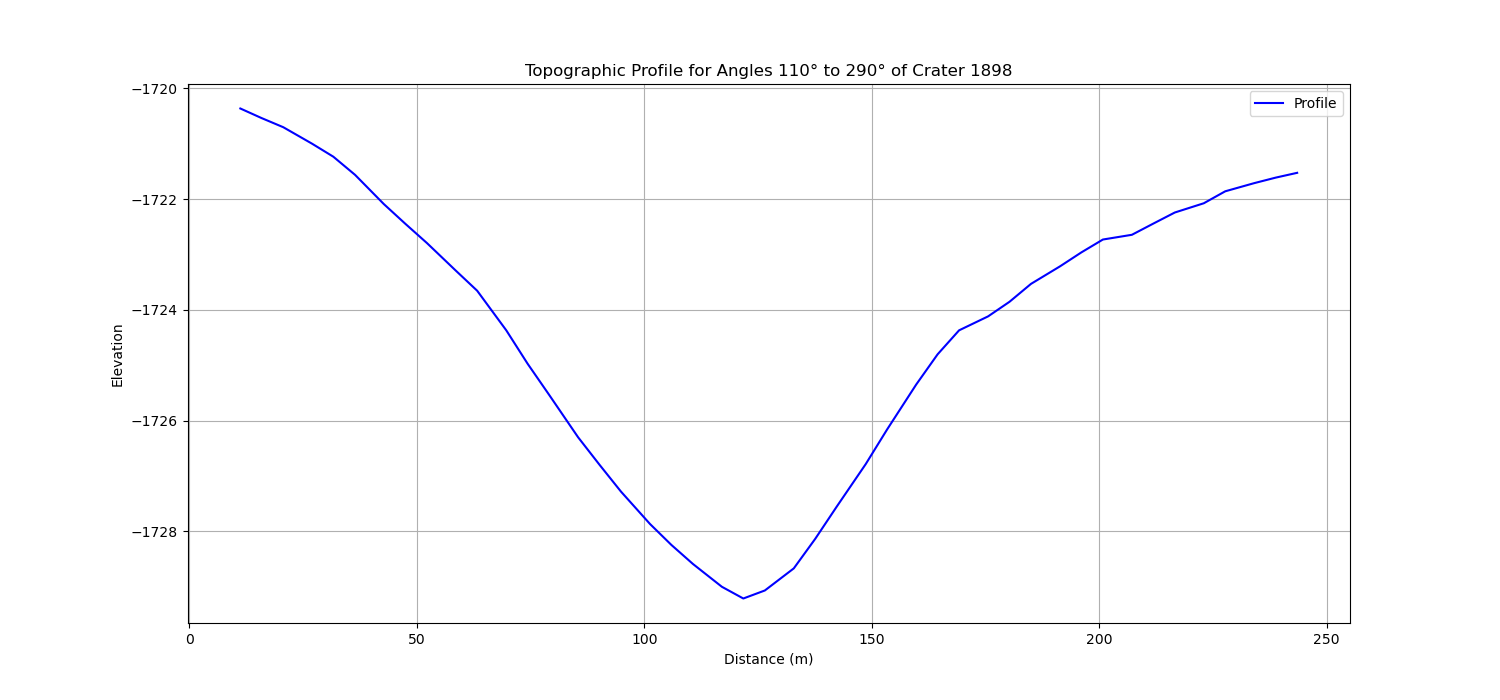 Topographic Profile for Angles 110° to 290° of Crater 1898
Profile
Elevation
−1720
−1722
−1724
−1726
−1728
0
50
100
150
200
250
Distance (m)